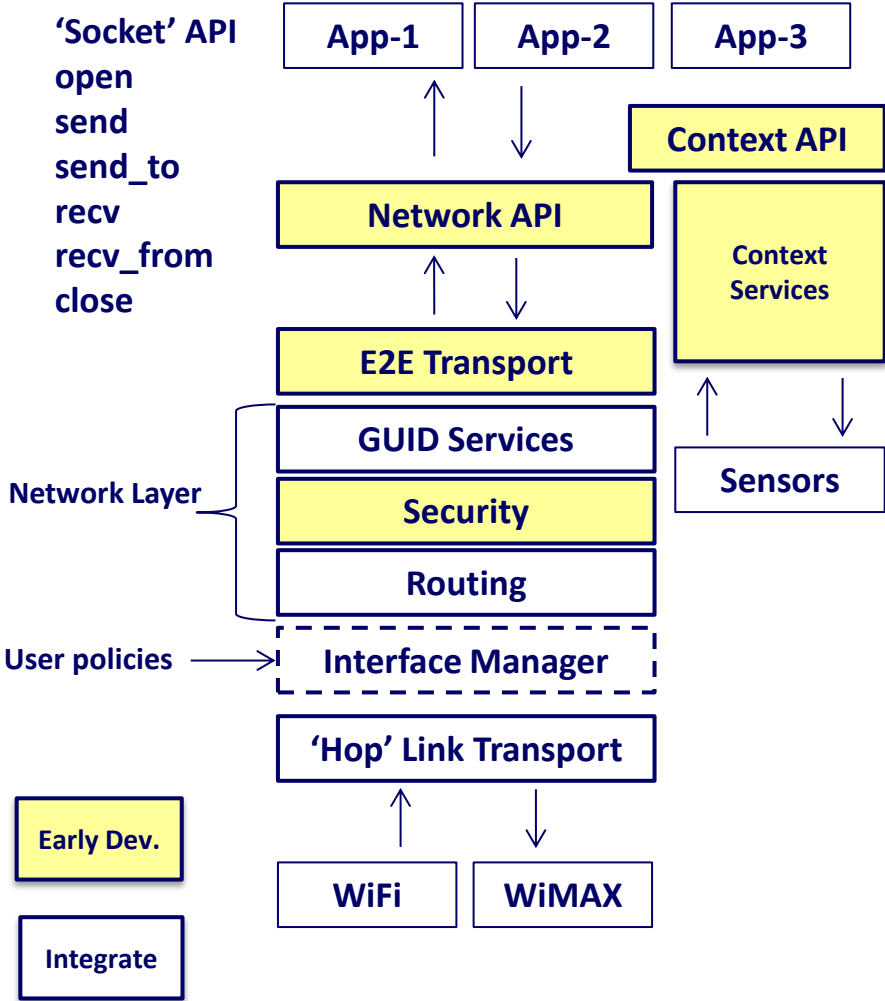 ‘Socket’ API
open
send
send_to
recv
recv_from
close
App-1
App-2
App-3
Context API
Network API
Context
Services
E2E Transport
GUID Services
Sensors
Network Layer
Security
Routing
User policies
Interface Manager
‘Hop’ Link Transport
Early Dev.
WiFi
WiMAX
Integrate